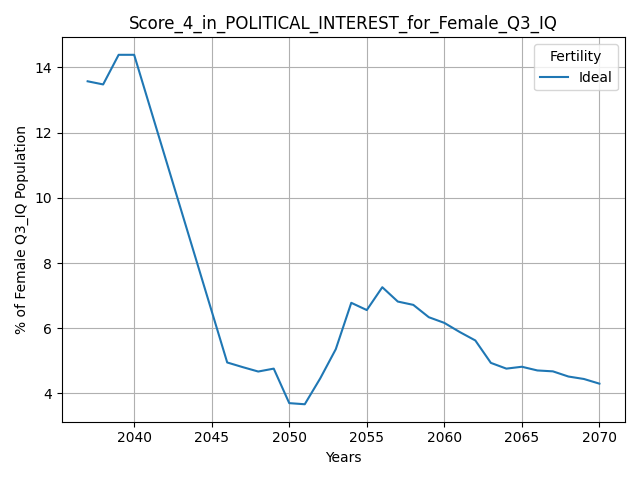 Score_4_in_POLITICAL_INTEREST_for_Female_Q3_IQ
Fertility
Ideal
% of Female Q3_IQ Population
14
12
10
8
6
4
2040 2045 2050 2055 2060 2065 2070
Years